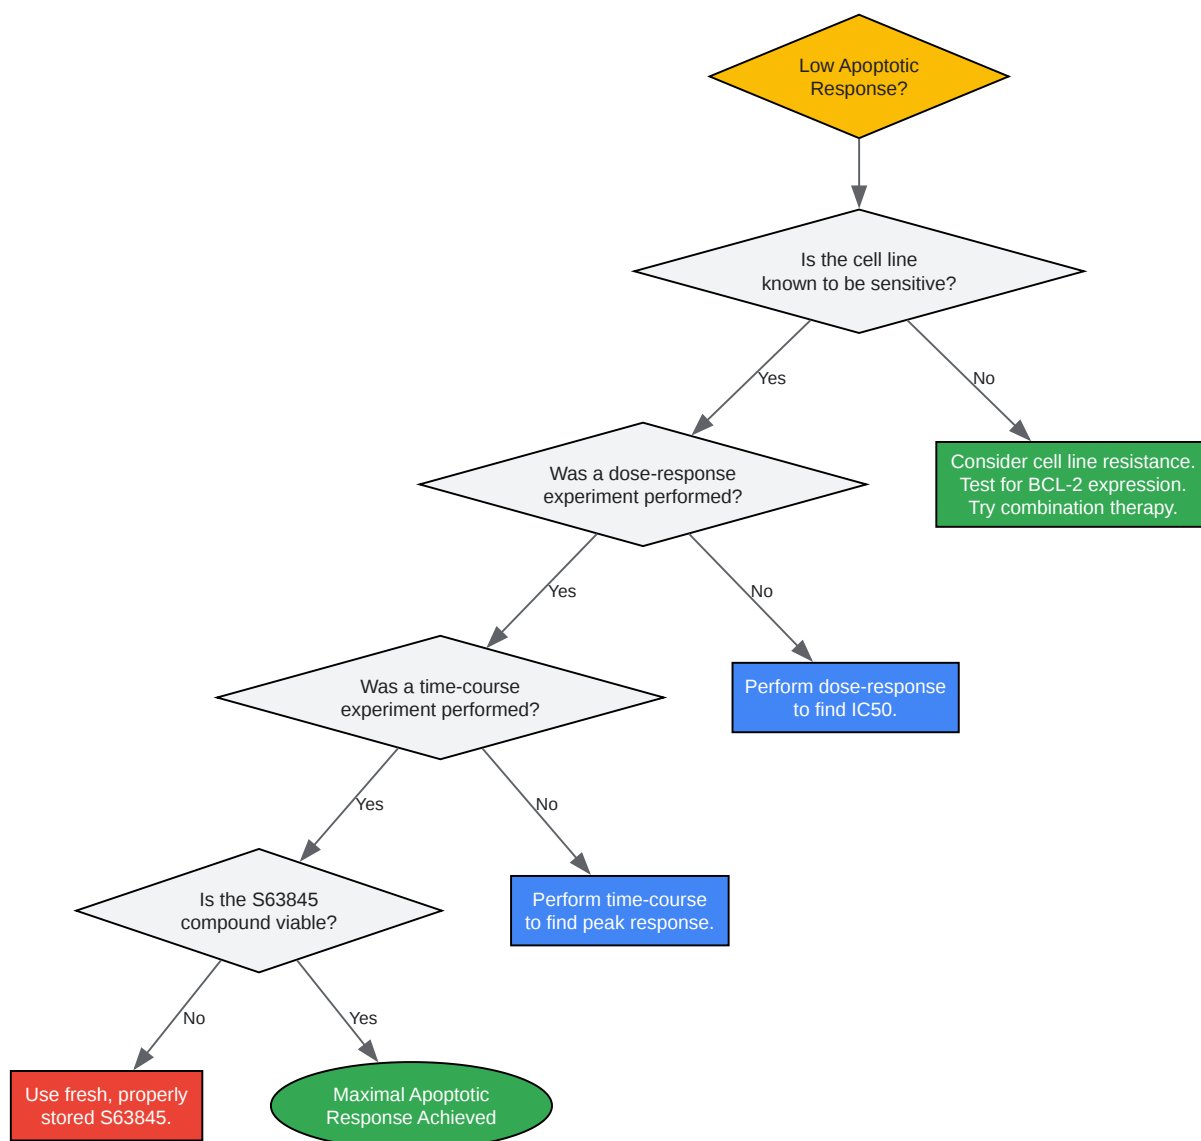 Low Apoptotic
Response?
Is the cell line
known to be sensitive?
Yes
No
Was a dose-response
experiment performed?
Consider cell line resistance.
Test for BCL-2 expression.
Try combination therapy.
Yes
No
Was a time-course
experiment performed?
Perform dose-response
to find IC50.
Yes
No
Is the S63845
compound viable?
Perform time-course
to find peak response.
No
Yes
Use fresh, properly
stored S63845.
Maximal Apoptotic
Response Achieved